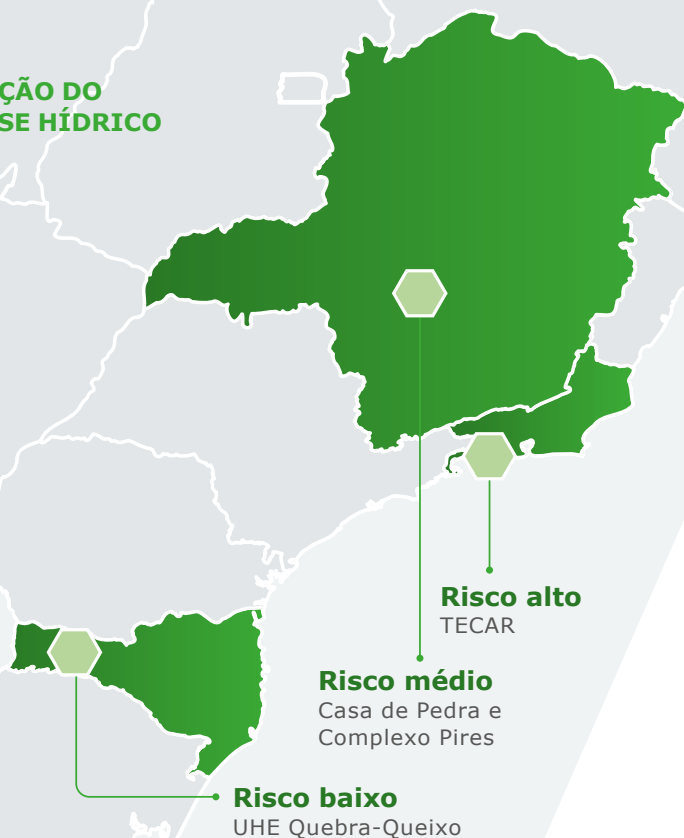 ÇÃO DO
SE HÍDRICO
Risco alto
TECAR
Risco médio
Casa de Pedra e
Complexo Pires
Risco baixo
UHE Quebra-Queixo